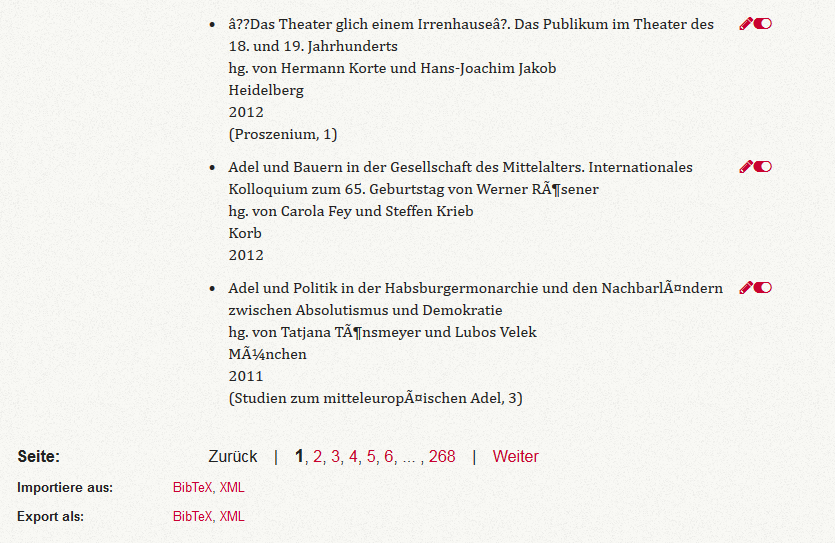 • â??Das Theater glich einem Irrenhauseâ?. Das Publikum im Theater des
18. und 19. Jahrhunderts
hg. von Hermann Korte und Hans-Joachim Jakob
Heidelberg
2012
(Proszenium, 1)
• Adel und Bauern in der Gesellschaft des Mittelalters. Internationales
Kolloquium zum 65. Geburtstag von Werner RÃ¶sener
hg. von Carola Fey und Steffen Krieb
Korb
2012
• Adel und Politik in der Habsburgermonarchie und den NachbarlÃ¤ndern
zwischen Absolutismus und Demokratie
hg. von Tatjana TÃ¶nsmeyer und Lubos Velek
MÃ¼nchen
2011
(Studien zum mitteleuropÃ¤ischen Adel, 3)
Seite: Zurück | 1, 2, 3, 4, 5, 6, ... , 268 | Weiter
Importiere aus: BibTeX, XML
Export als: BibTeX, XML